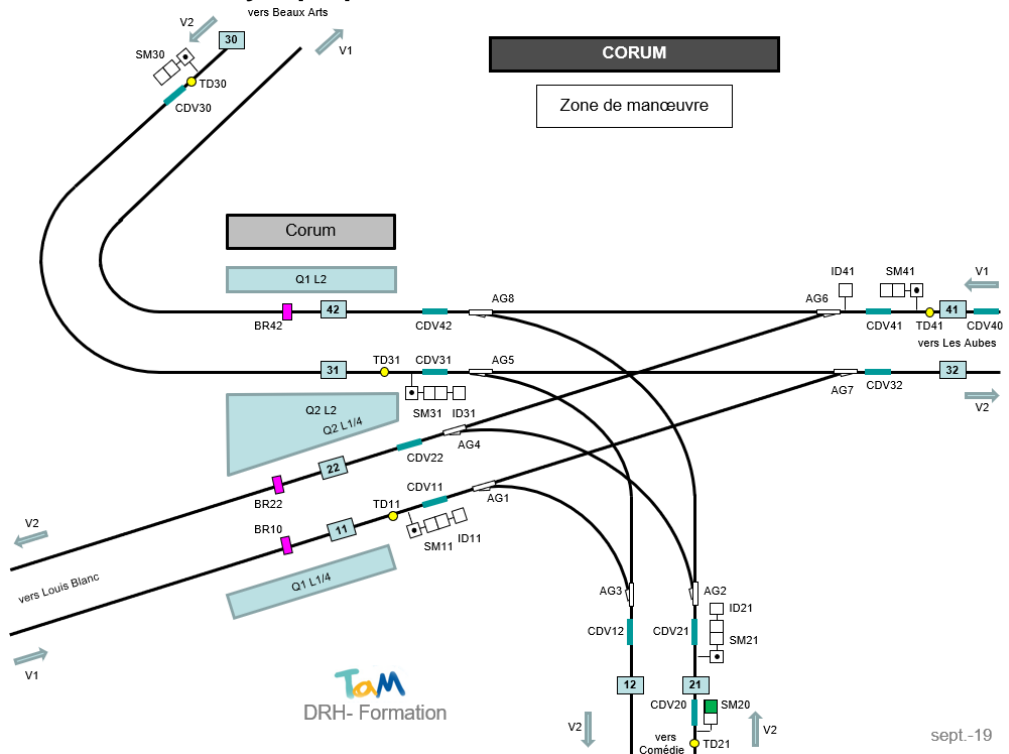 vers Beaux Arts
V2
30
V1
SM30
TD30
CDV30
CORUM
Zone de manœuvre
Corum
Q1 L2
ID41
SM41
V1
AG8
AG6
42
41
BR42
CDV42
CDV41
TD41
CDV40
vers Les Aubes
TD31
CDV31
AG5
31
32
AG7
CDV32
SM31
ID31
V2
Q2 L2
Q2 L1/4
AG4
22
CDV22
CDV11
BR22
TD11
AG1
BR10
11
SM11
ID11
V2
vers Louis Blanc
Q1 L1/4
AG3
AG2
ID21
CDV12
CDV21
SM21
V1
TaM
DRH- Formation
12
21
CDV20
SM20
V2
vers
Comédie
TD21
V2
sept.-19